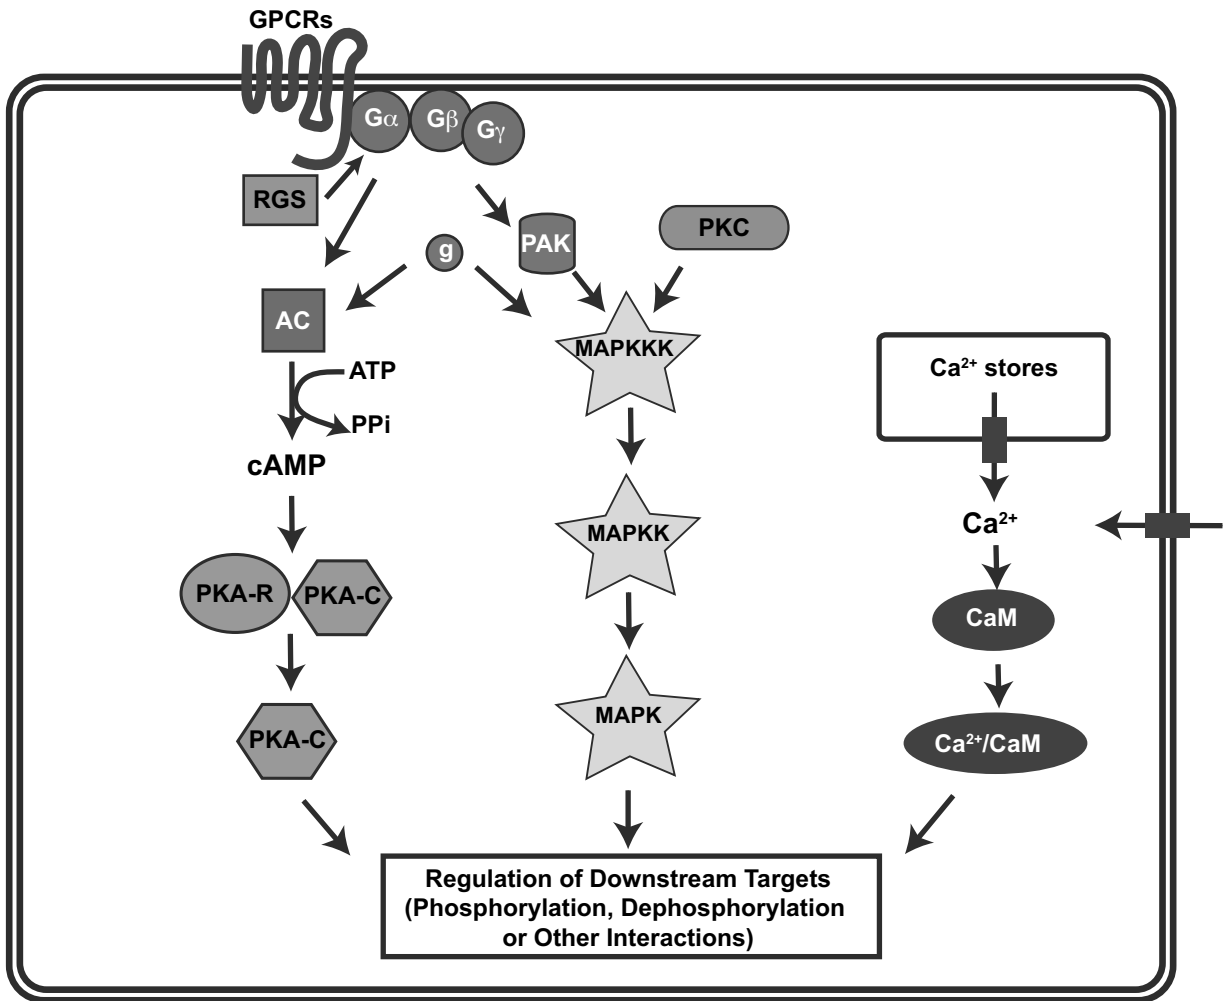 GPCRs
Gα
Gβ
Gγ
RGS
g
PAK
PKC
AC
ATP
PPi
cAMP
MAPKKK
Ca²⁺ stores
MAPKK
Ca²⁺
PKA-R
PKA-C
CaM
PKA-C
MAPK
Ca²⁺/CaM
Regulation of Downstream Targets
(Phosphorylation, Dephosphorylation
or Other Interactions)